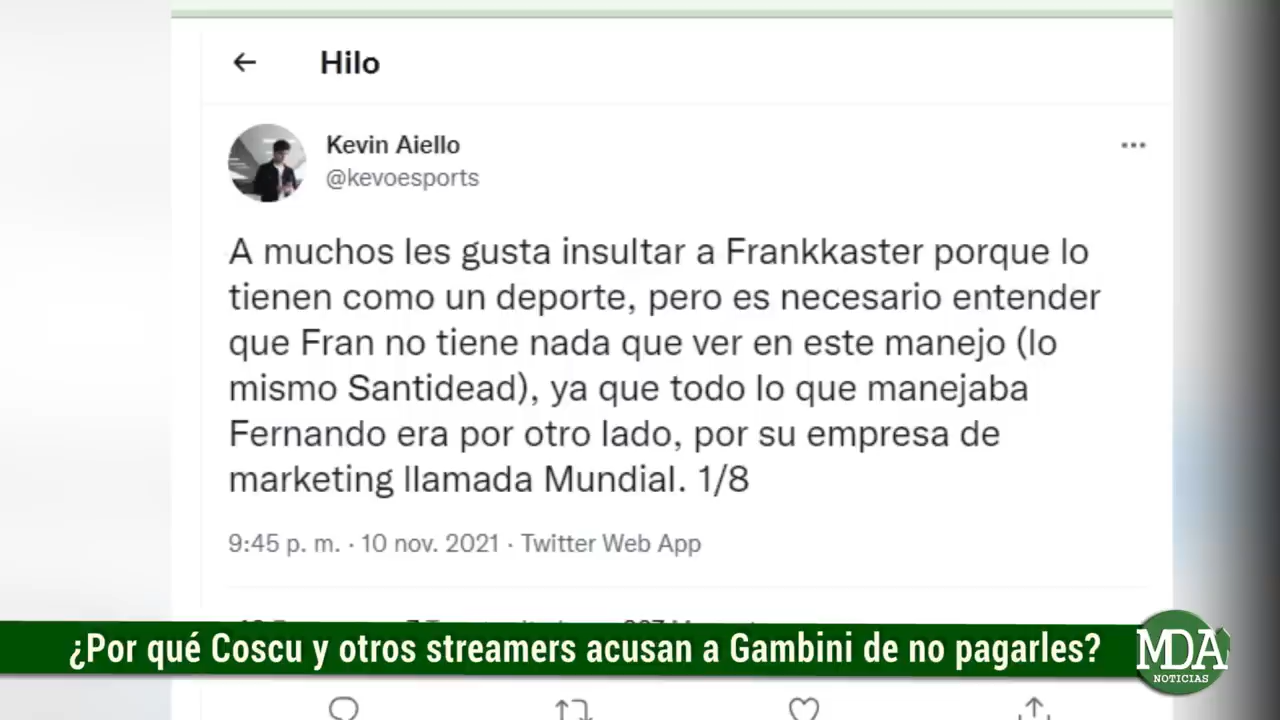 Hilo
Kevin Aiello
@kevoesports
A muchos les gusta insultar a Frankkaster porque lo
tienen como un deporte, pero es necesario entender
que Fran no tiene nada que ver en este manejo (lo
mismo Santidead), ya que todo lo que manejaba
Fernando era por otro lado, por su empresa de
marketing llamada Mundial. 1/8
9:45 p. m. · 10 nov. 2021 · Twitter Web App
¿Por qué Coscu y otros streamers acusan a Gambini de no pagarles?
MDA
NOTICIAS